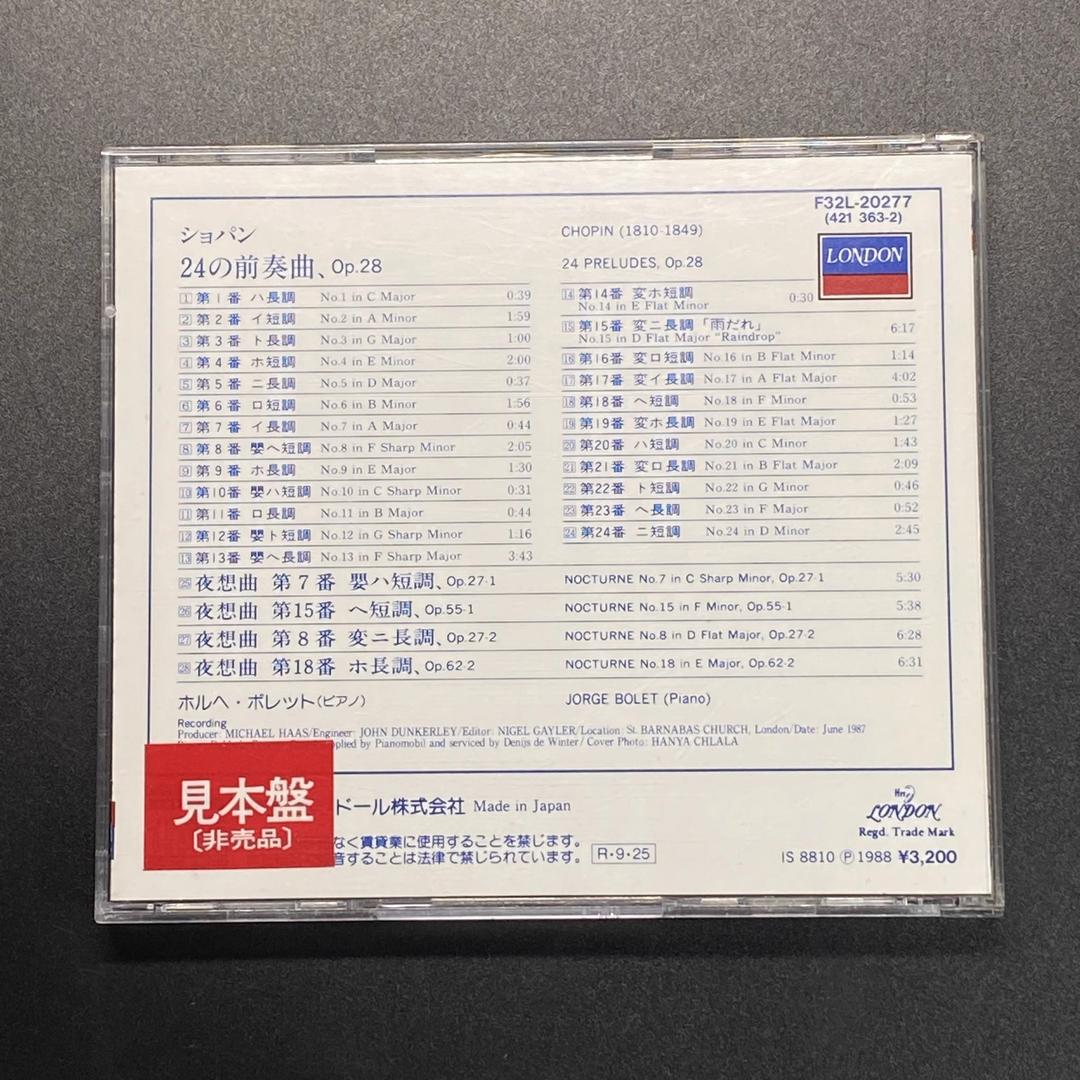 F32L-20277
(421 363-2)
LONDON
ショパン
CHOPIN (1810-1849)
24の前奏曲、Op.28
24 PRELUDES, Op.28
1 第1番 ハ長調 No.1 in C Major 0:39
2 第2番 イ短調 No.2 in A Minor 1:59
3 第3番 ト長調 No.3 in G Major 1:00
4 第4番 ホ短調 No.4 in E Minor 2:00
5 第5番 ニ長調 No.5 in D Major 0:37
6 第6番 ロ短調 No.6 in B Minor 1:56
7 第7番 イ長調 No.7 in A Major 0:44
8 第8番 嬰ヘ短調 No.8 in F Sharp Minor 2:05
9 第9番 ホ長調 No.9 in E Major 1:30
10 第10番 嬰ハ短調 No.10 in C Sharp Minor 0:31
11 第11番 ロ長調 No.11 in B Major 0:44
12 第12番 嬰ト短調 No.12 in G Sharp Minor 1:16
13 第13番 嬰ヘ長調 No.13 in F Sharp Major 3:43
14 第14番 変ホ短調
No.14 in E Flat Minor 0:30
15 第15番 変ニ長調「雨だれ」
No.15 in D Flat Major “Raindrop” 6:17
16 第16番 変ロ短調 No.16 in B Flat Minor 1:14
17 第17番 変イ長調 No.17 in A Flat Major 4:02
18 第18番 ヘ短調 No.18 in F Minor 0:53
19 第19番 変ホ長調 No.19 in E Flat Major 1:27
20 第20番 ハ短調 No.20 in C Minor 1:43
21 第21番 変ロ長調 No.21 in B Flat Major 2:09
22 第22番 ト短調 No.22 in G Minor 0:46
23 第23番 ヘ長調 No.23 in F Major 0:52
24 第24番 ニ短調 No.24 in D Minor 2:45
25 夜想曲 第7番 嬰ハ短調、Op.27-1 NOCTURNE No.7 in C Sharp Minor, Op.27-1 5:30
26 夜想曲 第15番 ヘ短調、Op.55-1 NOCTURNE No.15 in F Minor, Op.55-1 5:38
27 夜想曲 第8番 変ニ長調、Op.27-2 NOCTURNE No.8 in D Flat Major, Op.27-2 6:28
28 夜想曲 第18番 ホ長調、Op.62-2 NOCTURNE No.18 in E Major, Op.62-2 6:31
ホルヘ・ボレット(ピアノ) JORGE BOLET (Piano)
Recording
Producer: MICHAEL HAAS/Engineer: JOHN DUNKERLEY/Editor: NIGEL GAYLER/Location: St. BARNABAS CHURCH, London/Date: June 1987
by Pianomobil and serviced by Denijs de Winter/Cover Photo: HANYA CHLALA
見本盤
〔非売品〕
ドール株式会社 Made in Japan
なく賃貸業に使用することを禁じます。
音することは法律で禁じられています。 R・9・25
LONDON
Regd. Trade Mark
IS 8810 Ⓟ 1988 ¥3,200